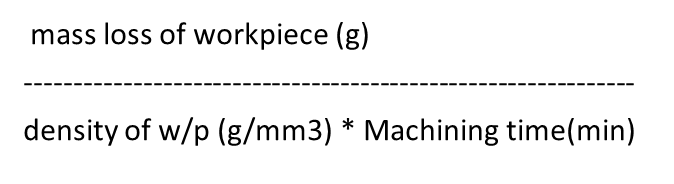 mass loss of workpiece (g)
---------------------------------------------------------------
density of w/p (g/mm3) * Machining time(min)